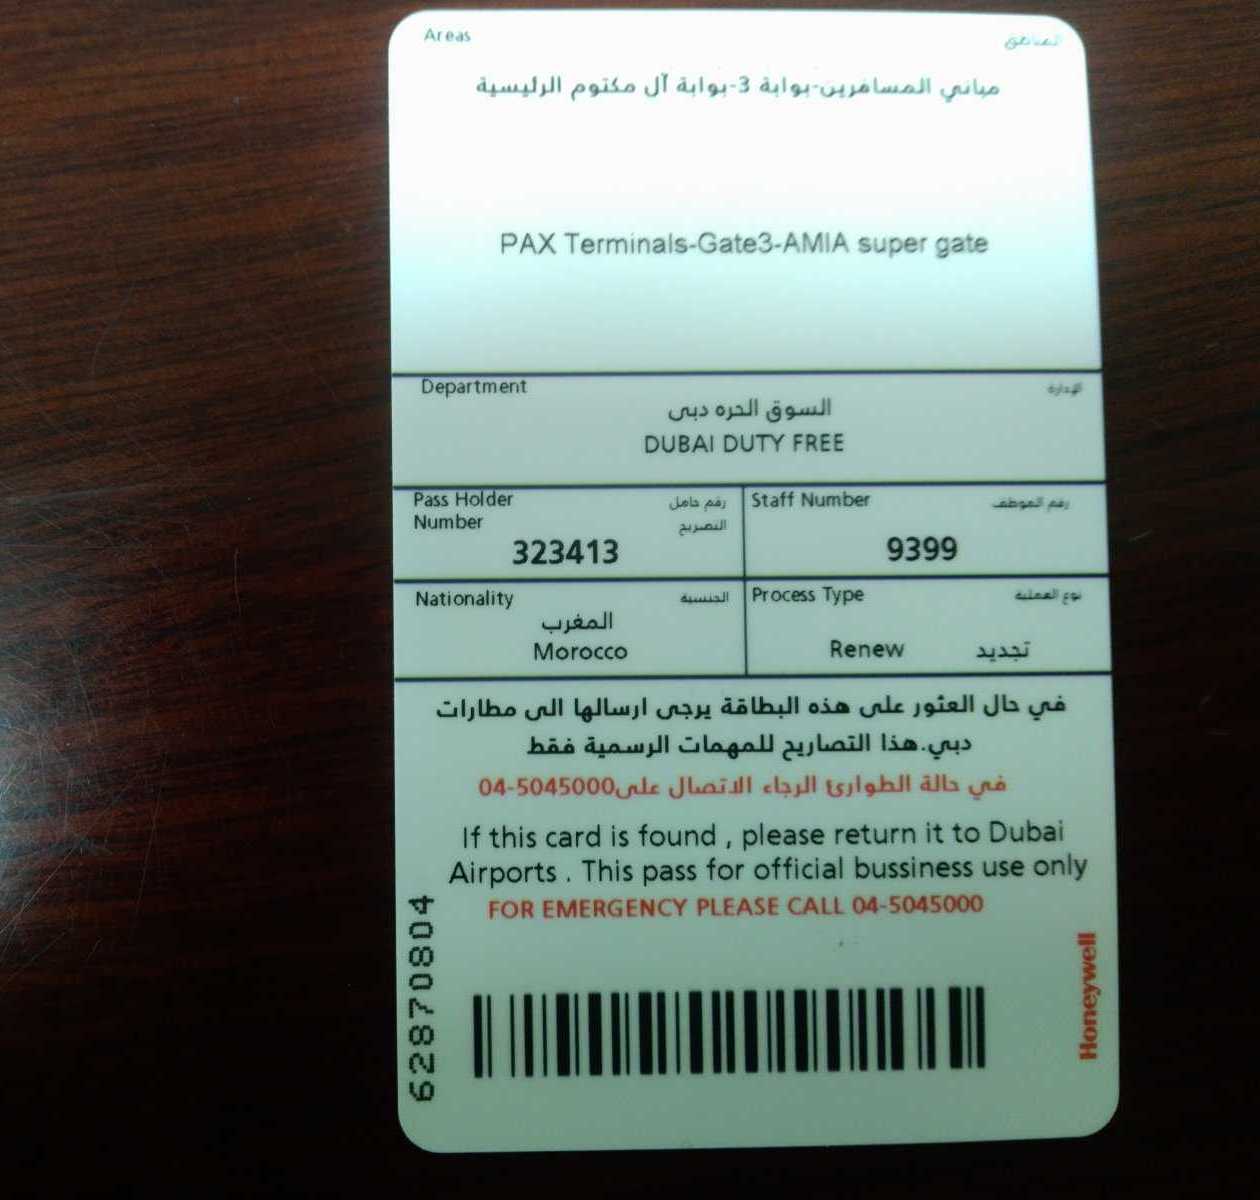 Areas المناطق
مباني المسافرين-بوابة 3-بوابة آل مكتوم الرئيسية
PAX Terminals-Gate3-AMIA super gate
Department الإدارة
السوق الحره دبى
DUBAI DUTY FREE
Pass Holder رقم حامل
Number التصريح
323413
Staff Number رقم الموظف
9399
Nationality الجنسية
المغرب
Morocco
Process Type نوع العملية
Renew تجديد
في حال العثور على هذه البطاقة يرجى ارسالها الى مطارات
دبي.هذا التصاريح للمهمات الرسمية فقط
في حالة الطوارئ الرجاء الاتصال على04-5045000
If this card is found , please return it to Dubai
Airports . This pass for official bussiness use only
FOR EMERGENCY PLEASE CALL 04-5045000
62870804
Honeywell